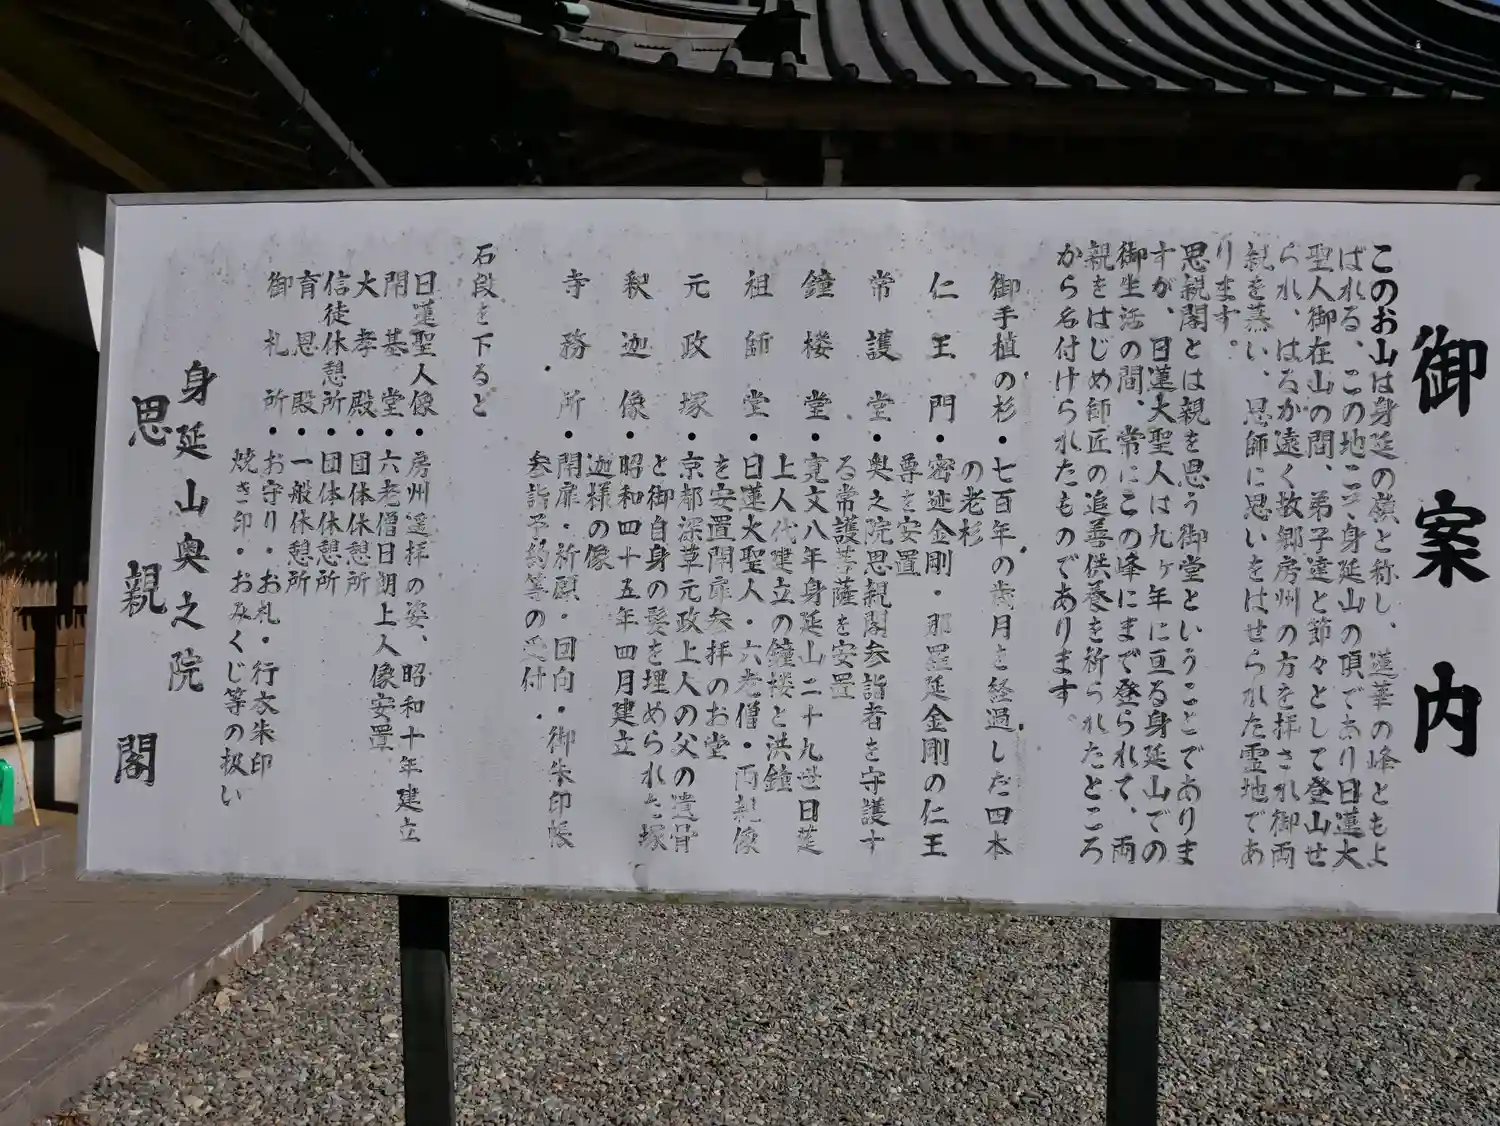 御案内
このお山は身延の嶺と称し、蓮華の峰ともよ
ばれる、この地こそ身延山の頂であり日蓮大
聖人御在山の間、弟子達と節々として登山せ
られ、はるか遠く故郷房州の方を拝され御両
親を慕い、恩師に思いをはせられた霊地であ
ります。
思親閣とは親を思う御堂ということでありま
すが、日蓮大聖人は九ヶ年に亘る身延山での
御生活の間、常にこの峰にまで登られて、両
親をはじめ師匠の追善供養を祈られたところ
から名付けられたものであります。
御手植の杉・七百年の歳月を経過した四本
の老杉
仁王門・密迹金剛・那羅延金剛の仁王
尊を安置
常護堂・奥之院思親閣参詣者を守護す
る常護菩薩を安置
鐘楼堂・寛文八年身延山二十九世日莚
上人代建立の鐘楼と洪鐘
祖師堂・日蓮大聖人・六老僧・両親像
を安置開扉参拝のお堂
元政塚・京都深草元政上人の父の遺骨
と御自身の髪を埋められた塚
釈迦像・昭和四十五年四月建立
迦様の像
寺務所・開扉・祈願・回向・御朱印帳
参詣予約等の受付
石段を下ると
日蓮聖人像・房州遥拝の姿、昭和十年建立
開基堂・六老僧日朗上人像安置
大孝殿・団体休憩所
信徒休憩所・団体休憩所
育恩殿・一般休憩所
御札所・お守り・お札・行衣朱印
焼き印・おみくじ等の扱い
身延山奥之院
思親閣